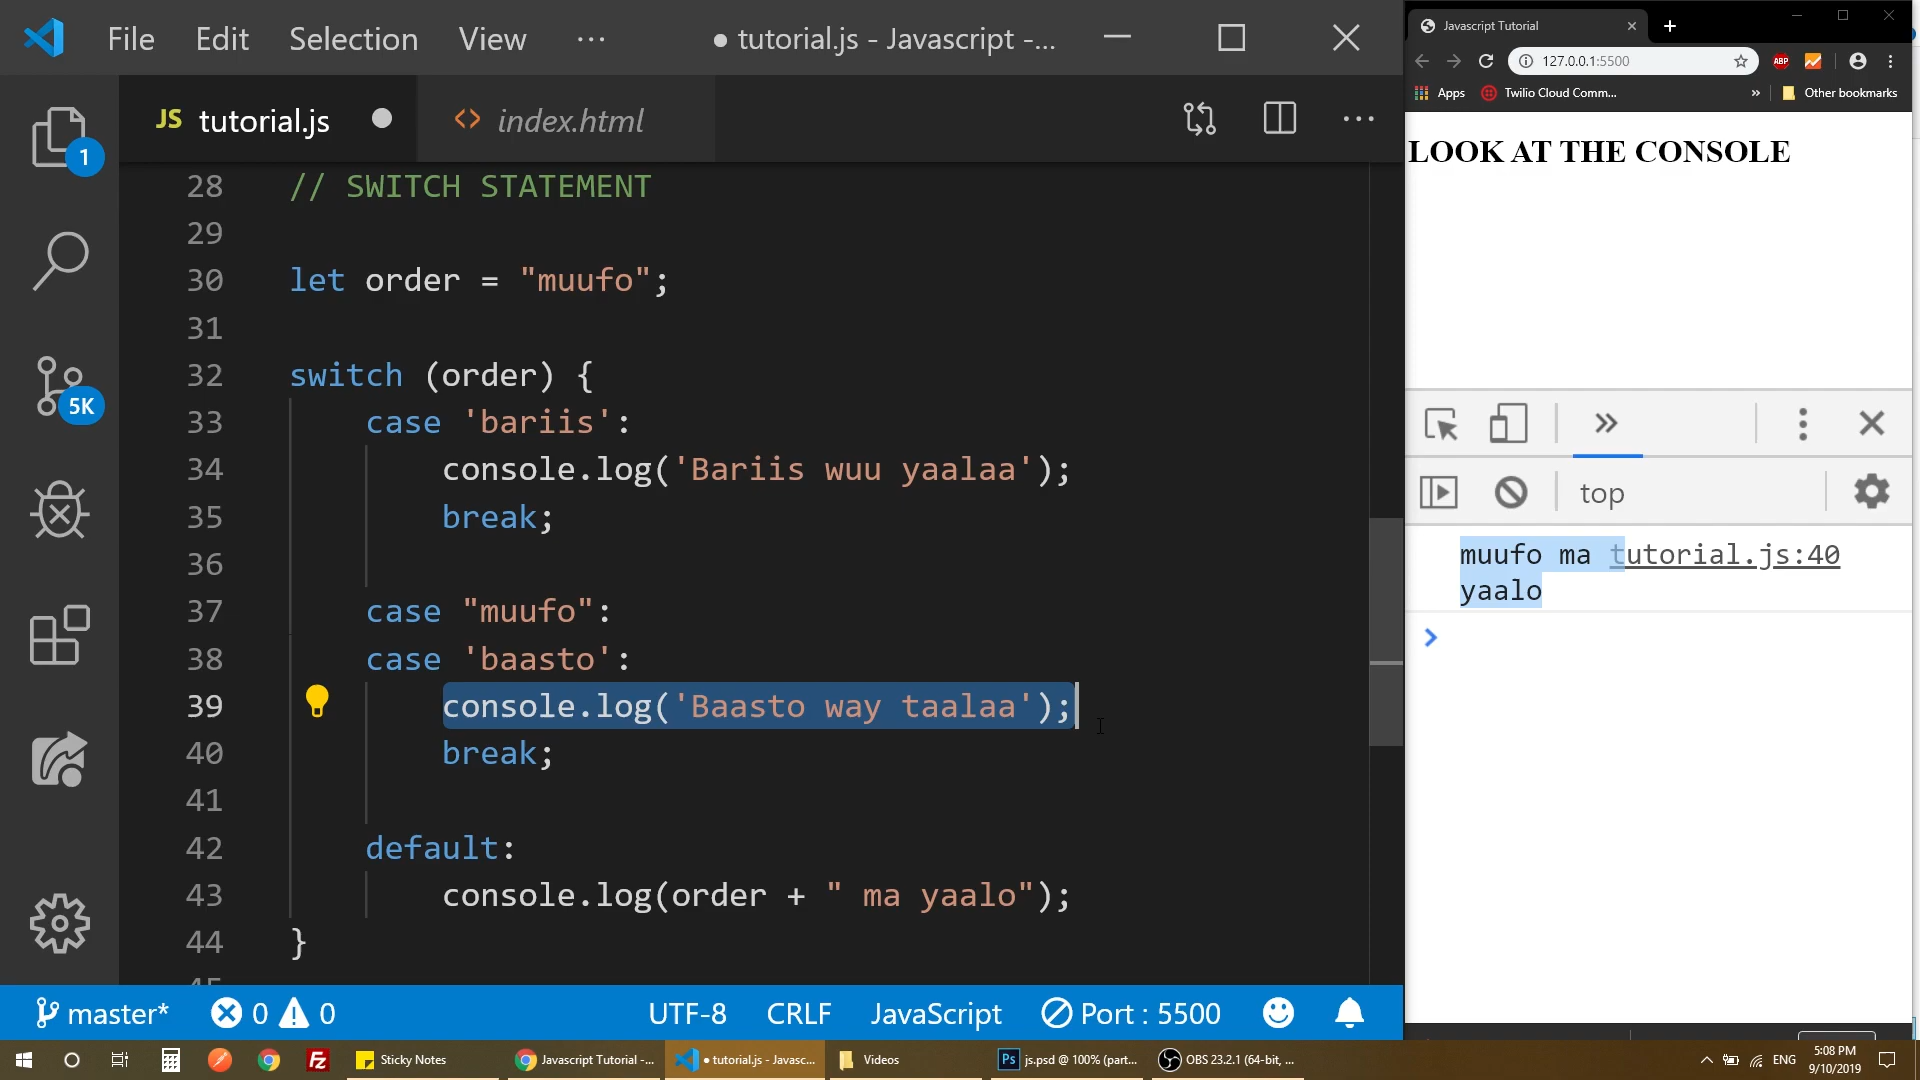 File Edit Selection View ... ● tutorial.js - Javascript -...
JS tutorial.js ●
<> index.html
1
5K
28 // SWITCH STATEMENT
29
30 let order = "muufo";
31
32 switch (order) {
33 case 'bariis':
34 console.log('Bariis wuu yaalaa');
35 break;
36
37 case "muufo":
38 case 'baasto':
39 console.log('Baasto way taalaa');
40 break;
41
42 default:
43 console.log(order + " ma yaalo");
44 }
master* 0 0 UTF-8 CRLF JavaScript Port : 5500
Javascript Tutorial
127.0.0.1:5500
ABP
Apps Twilio Cloud Comm... » Other bookmarks
LOOK AT THE CONSOLE
top
muufo ma tutorial.js:40
yaalo
Sticky Notes
Javascript Tutorial -...
● tutorial.js - Javasc...
Videos
Ps js.psd @ 100% (part...
OBS 23.2.1 (64-bit, ...
ENG
5:08 PM
9/10/2019